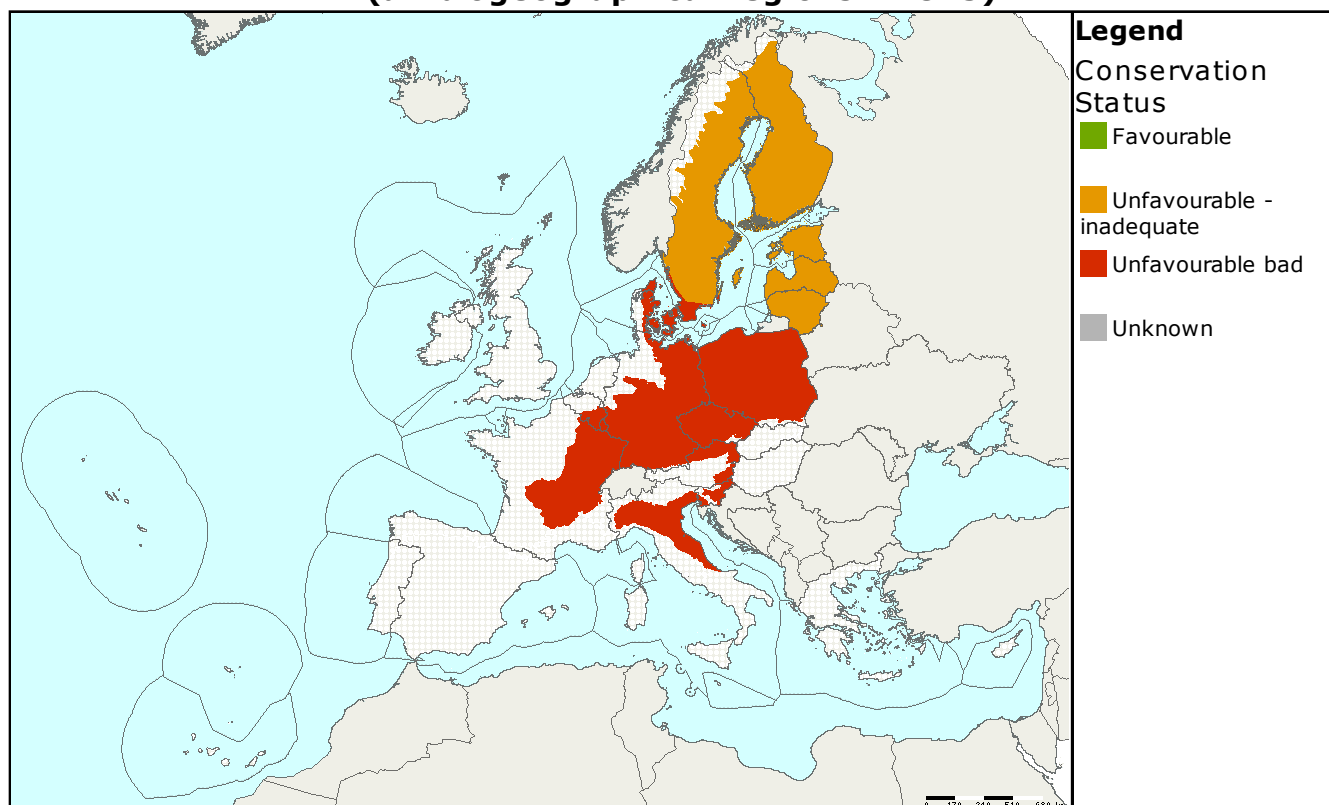 Legend
Conservation
Status
Favourable
Unfavourable -
inadequate
Unfavourable bad
Unknown